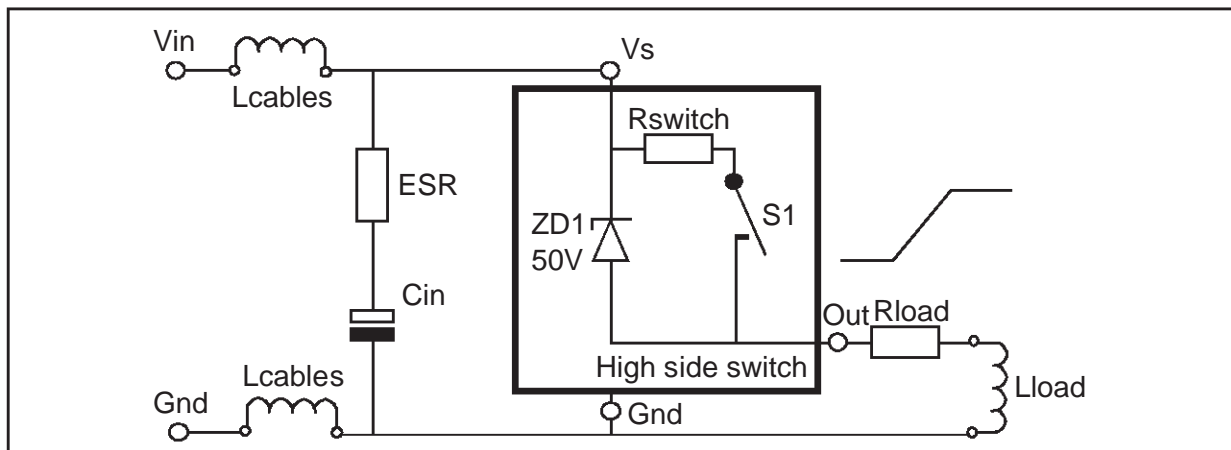 Vin
Vs
Lcables
Rswitch
ESR
S1
ZD1
50V
Cin
Out
Rload
High side switch
Lcables
Lload
Gnd
Gnd